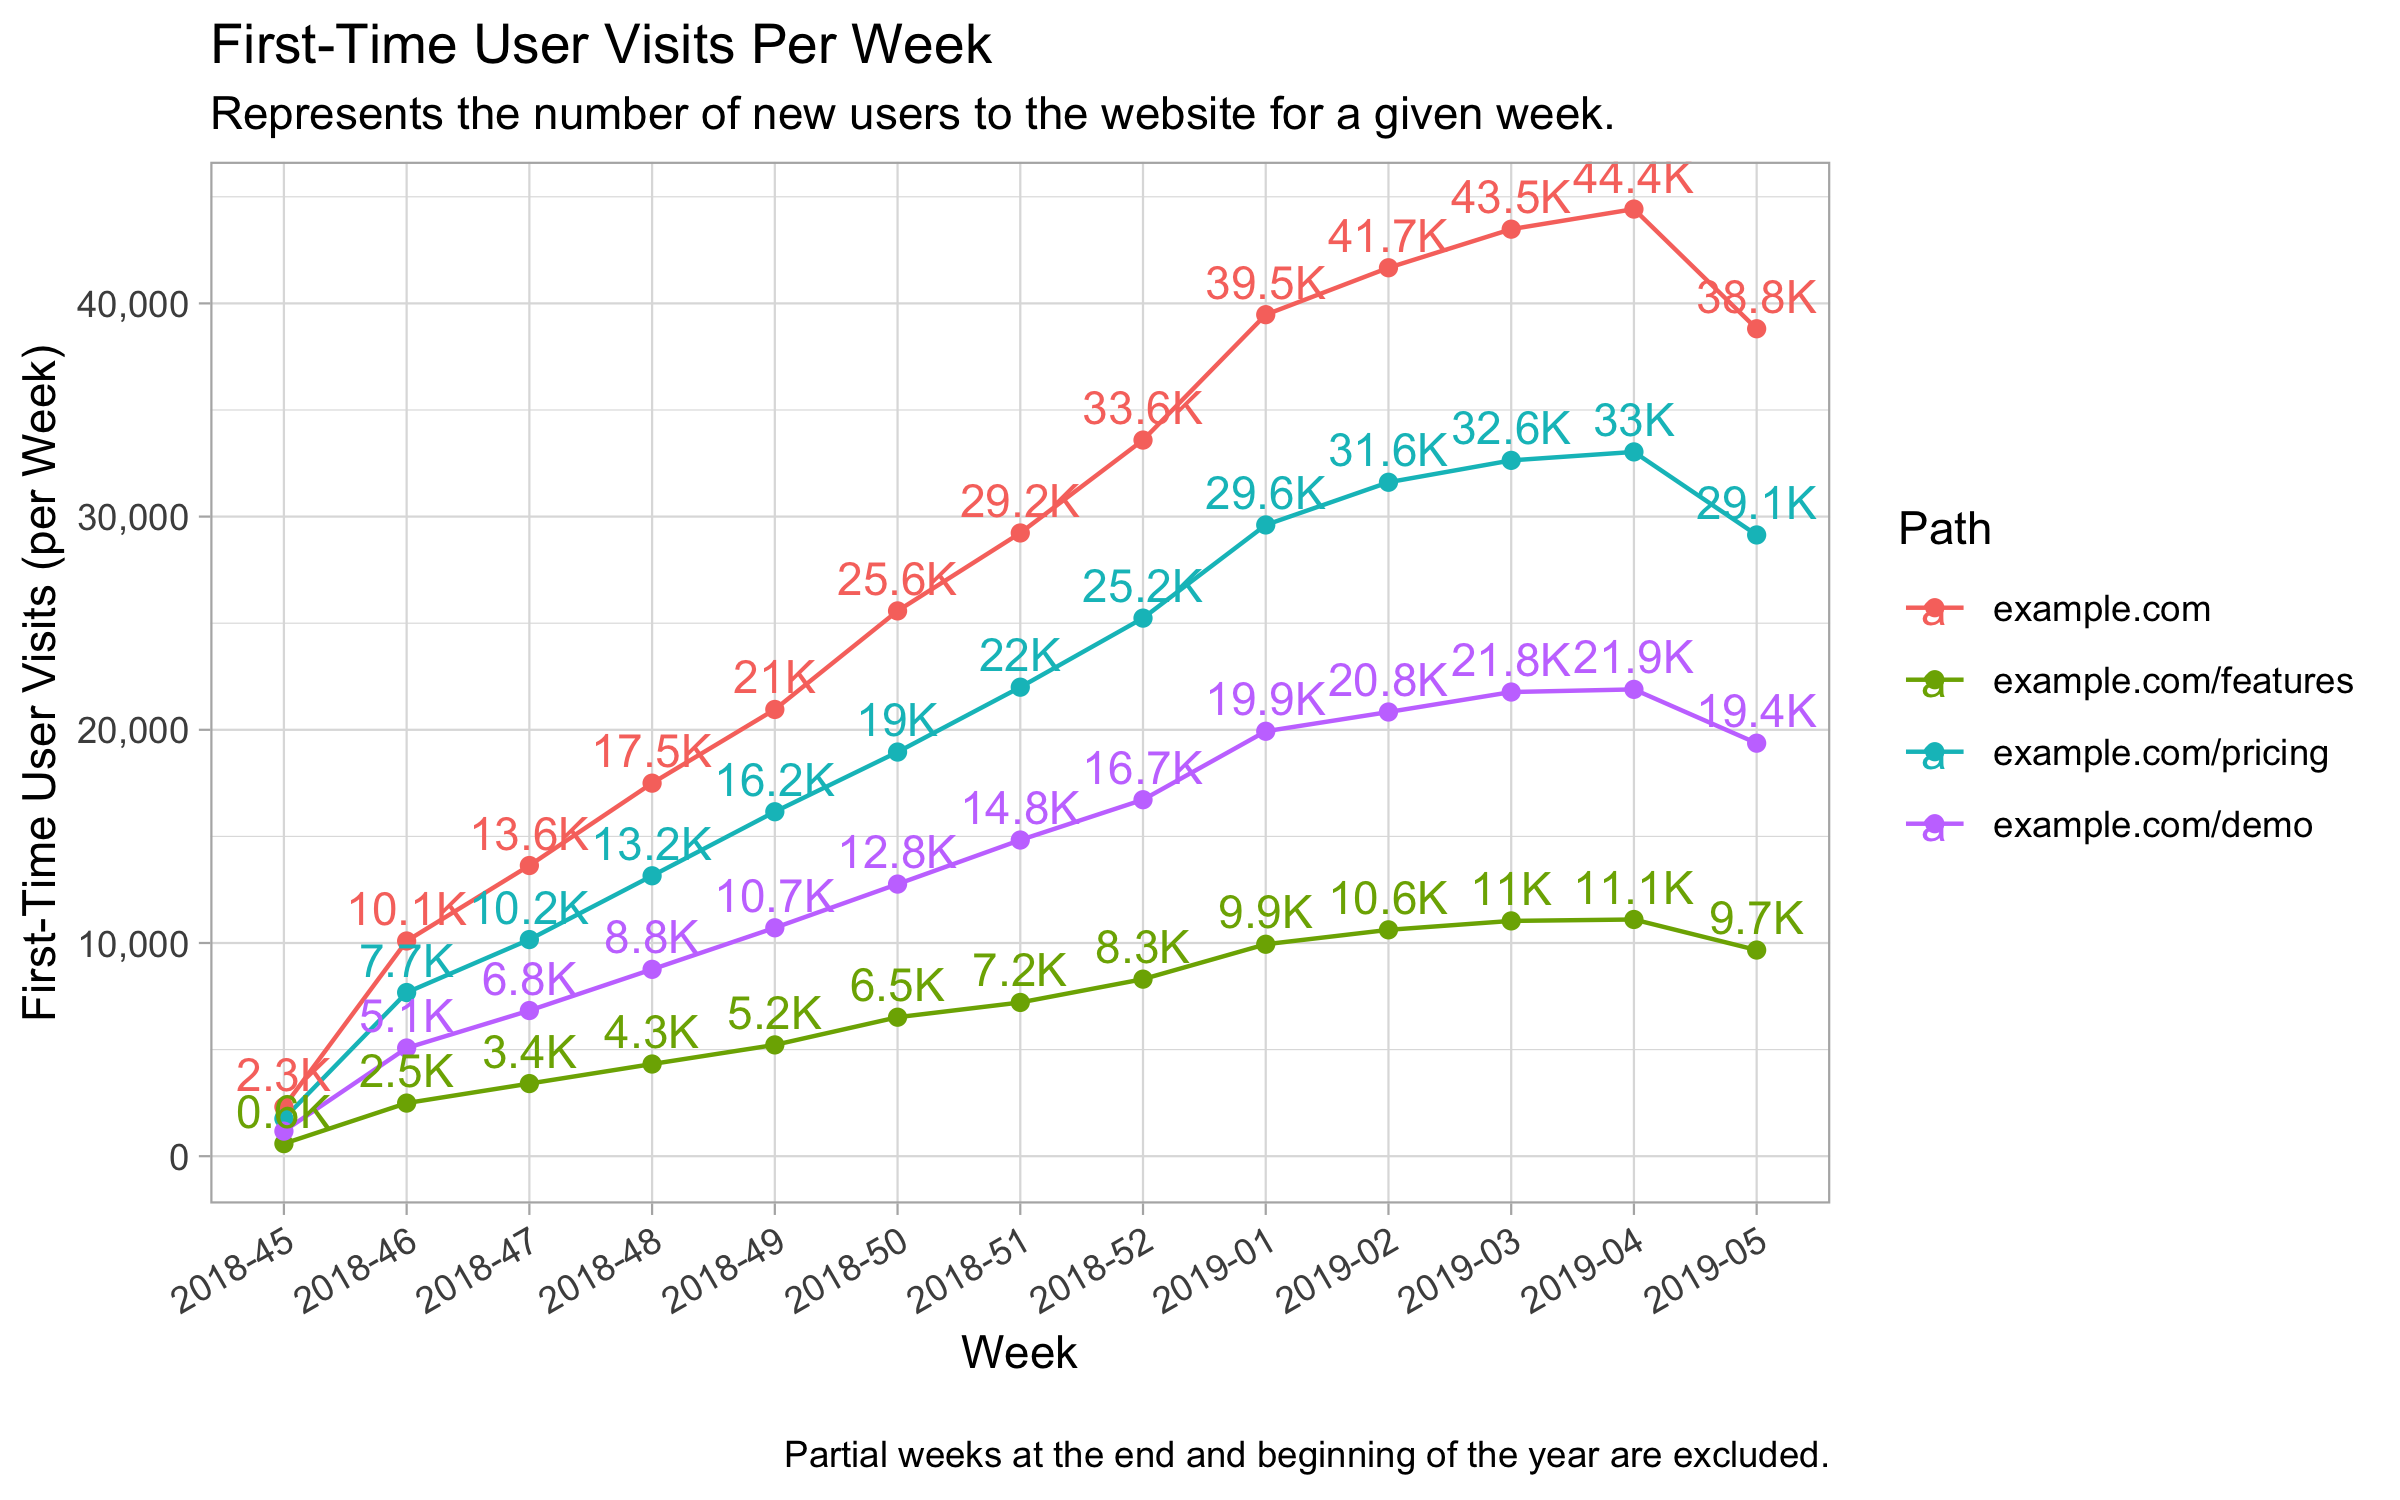 First-Time User Visits Per Week
Represents the number of new users to the website for a given week.
First-Time User Visits (per Week)
40,000
30,000
20,000
10,000
0
2.3K
10.1K
13.6K
17.5K
21K
25.6K
29.2K
33.6K
39.5K
41.7K
43.5K
44.4K
38.8K
7.7K
10.2K
13.2K
16.2K
19K
22K
25.2K
29.6K
31.6K
32.6K
33K
29.1K
5.1K
6.8K
8.8K
10.7K
12.8K
14.8K
16.7K
19.9K
20.8K
21.8K
21.9K
19.4K
2.5K
3.4K
4.3K
5.2K
6.5K
7.2K
8.3K
9.9K
10.6K
11K
11.1K
9.7K
2018-45
2018-46
2018-47
2018-48
2018-49
2018-50
2018-51
2018-52
2019-01
2019-02
2019-03
2019-04
2019-05
Week
Path
a example.com
a example.com/features
a example.com/pricing
a example.com/demo
Partial weeks at the end and beginning of the year are excluded.